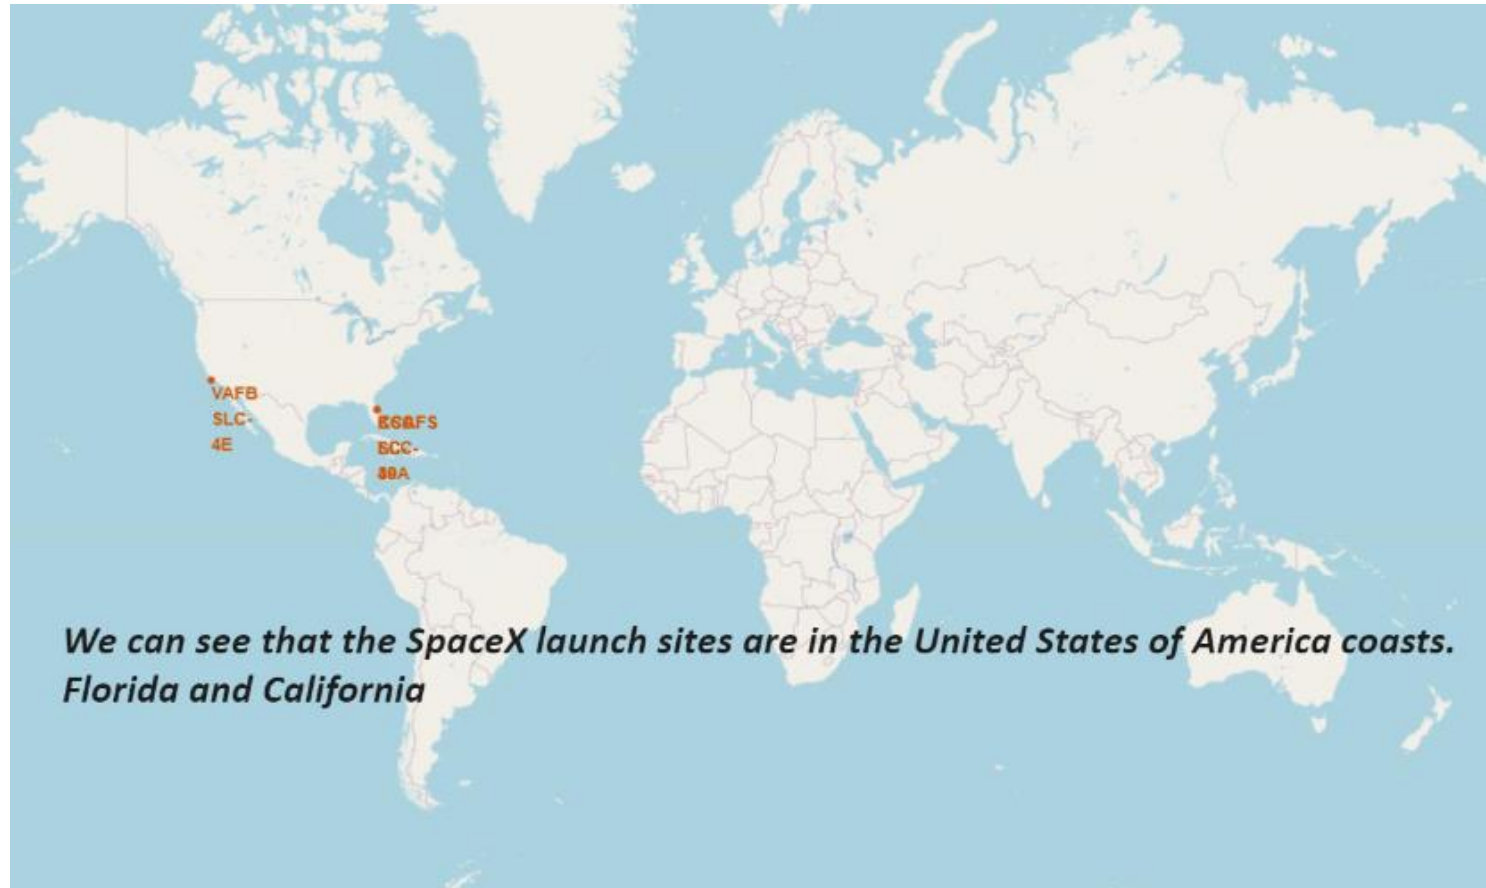 VAFB
SLC-
4E
We can see that the SpaceX launch sites are in the United States of America coasts.
Florida and California